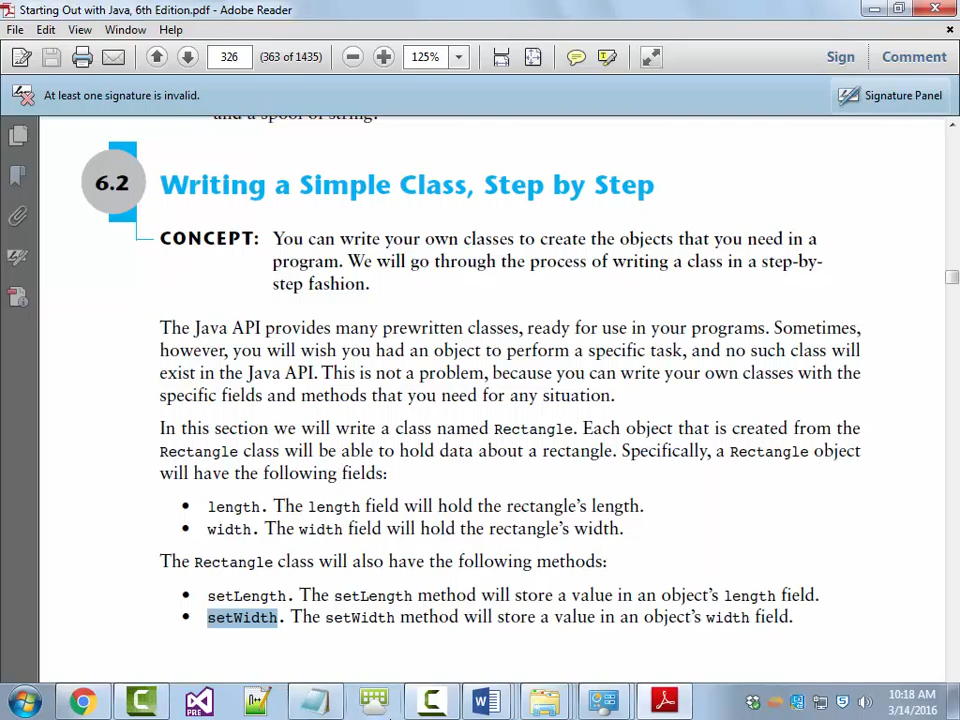 Starting Out with Java, 6th Edition.pdf - Adobe Reader
File Edit View Window Help
326 (363 of 1435) 125% Sign Comment
At least one signature is invalid. Signature Panel
and a spool of string.
6.2 Writing a Simple Class, Step by Step
CONCEPT: You can write your own classes to create the objects that you need in a
program. We will go through the process of writing a class in a step-by-
step fashion.
The Java API provides many prewritten classes, ready for use in your programs. Sometimes,
however, you will wish you had an object to perform a specific task, and no such class will
exist in the Java API. This is not a problem, because you can write your own classes with the
specific fields and methods that you need for any situation.
In this section we will write a class named Rectangle. Each object that is created from the
Rectangle class will be able to hold data about a rectangle. Specifically, a Rectangle object
will have the following fields:
• length. The length field will hold the rectangle's length.
• width. The width field will hold the rectangle's width.
The Rectangle class will also have the following methods:
• setLength. The setLength method will store a value in an object's length field.
• setWidth. The setWidth method will store a value in an object's width field.
PRE
10:18 AM
3/14/2016